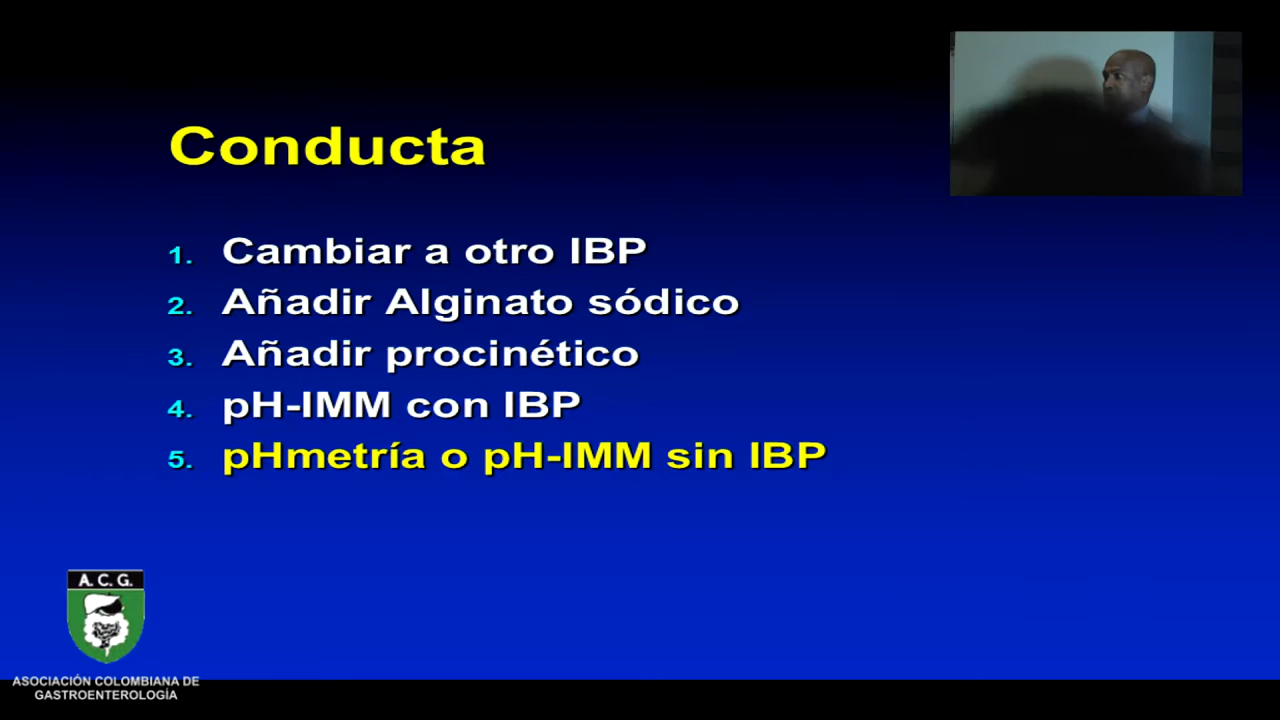 Conducta
1. Cambiar a otro IBP
2. Añadir Alginato sódico
3. Añadir procinético
4. pH-IMM con IBP
5. pHmetría o pH-IMM sin IBP
A. C. G.
ASOCIACIÓN COLOMBIANA DE
GASTROENTEROLOGÍA